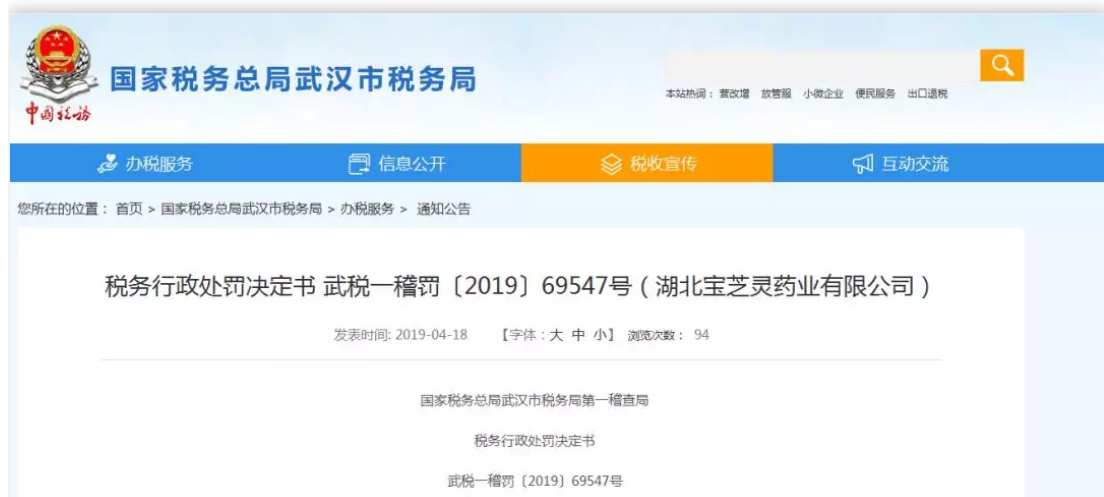 国家税务总局武汉市税务局
中国税务
本站热词： 营改增 放管服 小微企业 便民服务 出口退税
办税服务 信息公开 税收宣传 互动交流
您所在的位置： 首页 > 国家税务总局武汉市税务局 > 办税服务 > 通知公告
税务行政处罚决定书 武税一稽罚〔2019〕69547号（湖北宝芝灵药业有限公司）
发表时间: 2019-04-18 【字体：大 中 小】 浏览次数： 94
国家税务总局武汉市税务局第一稽查局
税务行政处罚决定书
武税一稽罚〔2019〕69547号